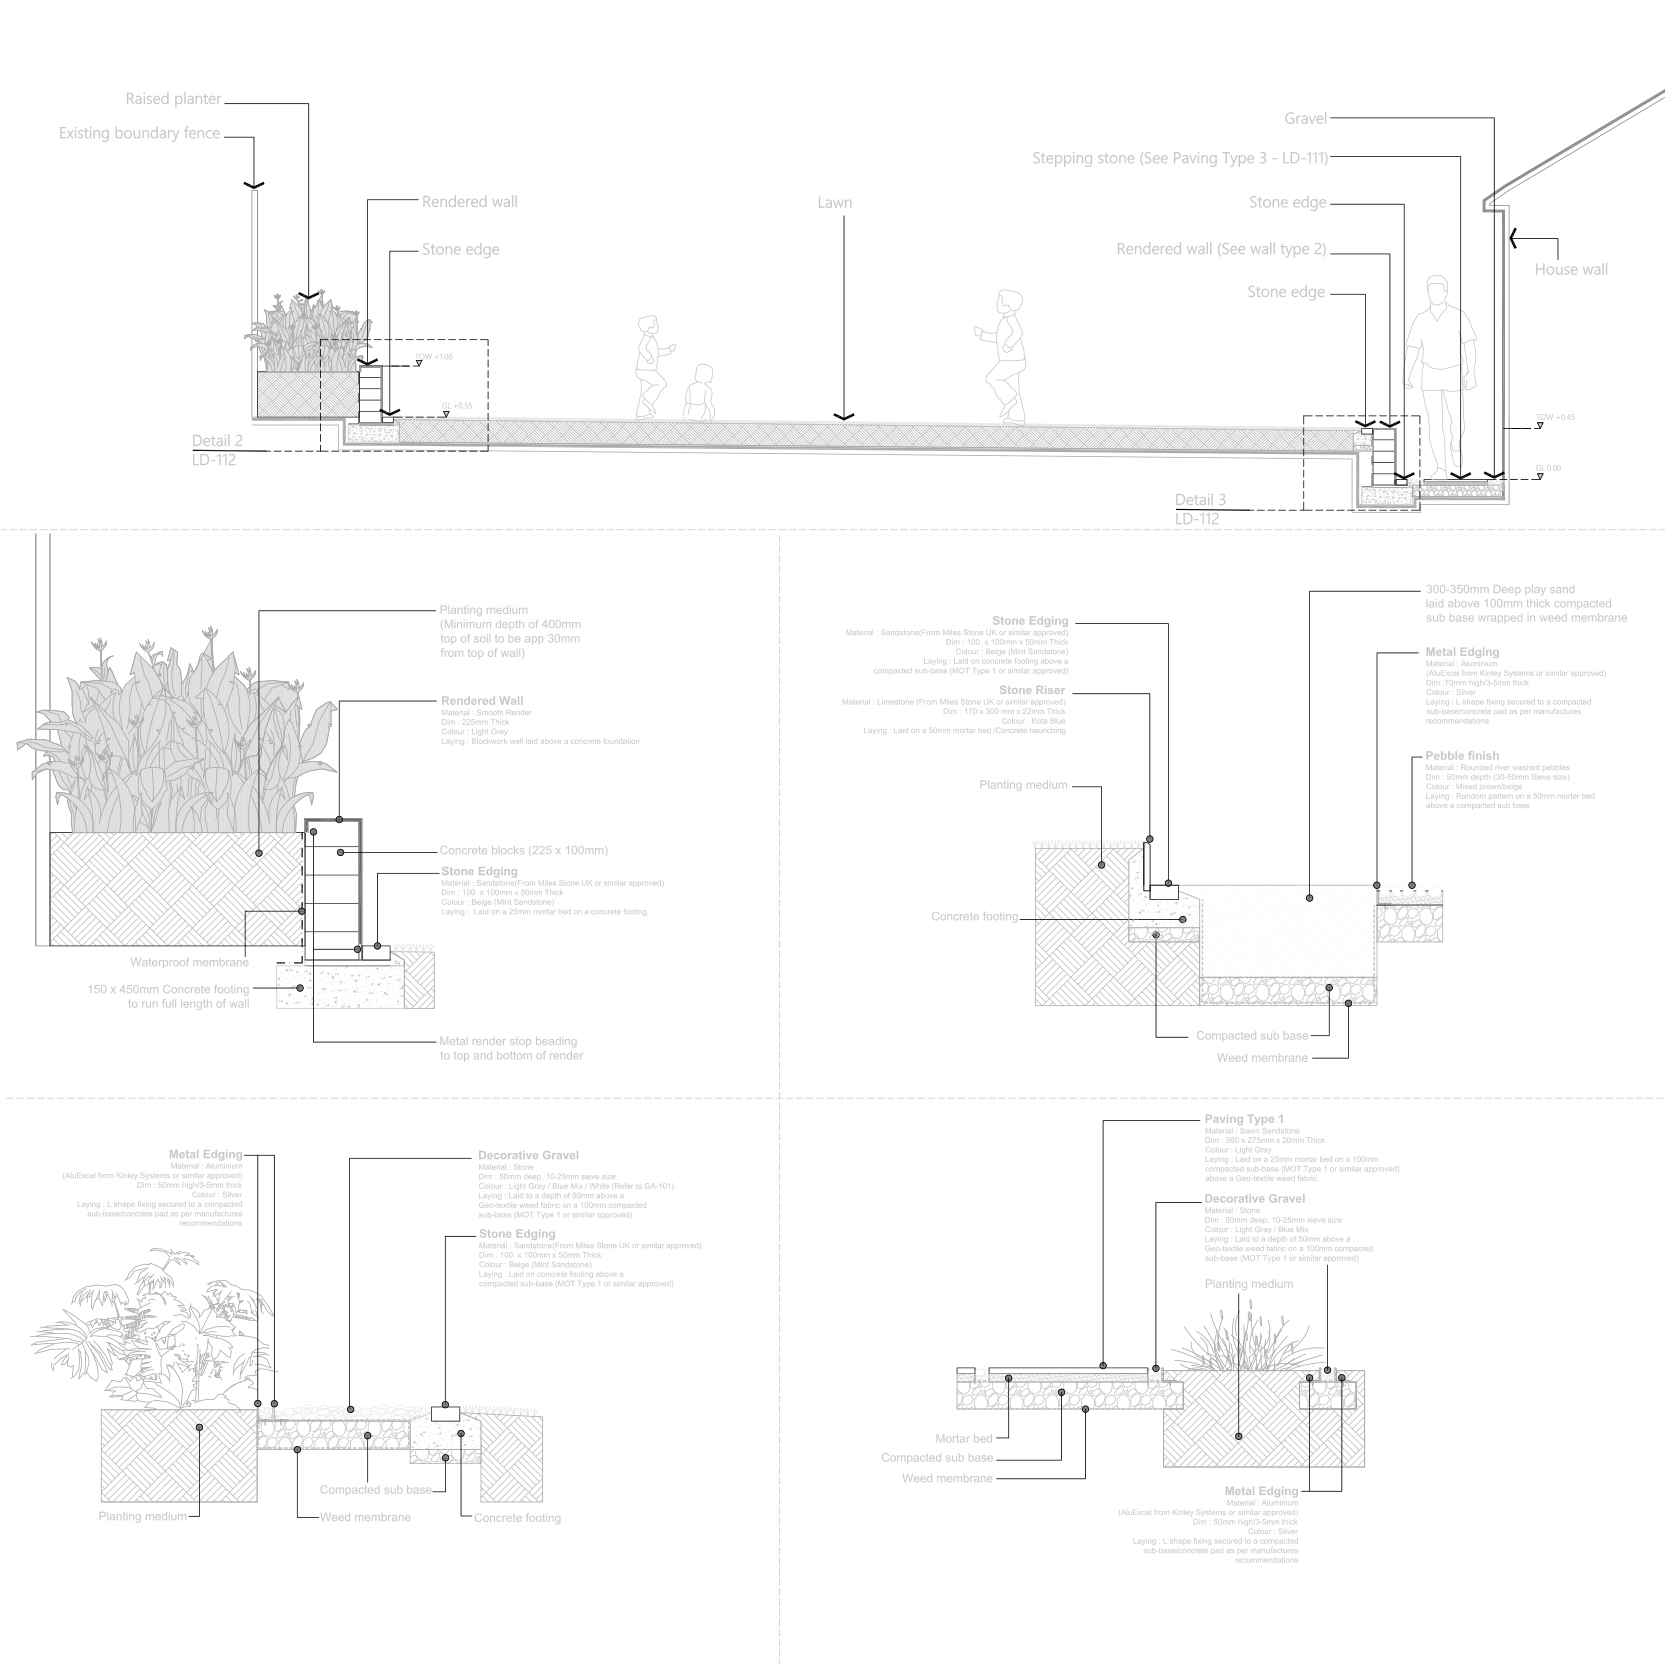 Raised planter
Existing boundary fence
Rendered wall
Stone edge
Lawn
Gravel
Stepping stone (See Paving Type 3 - LD-111)
Stone edge
Rendered wall (See wall type 2)
Stone edge
House wall
TOW +1.00
GL +0.55
TOW +0.45
GL 0.00
Detail 2
LD-112
Detail 3
LD-112
Planting medium
(Minimum depth of 400mm
top of soil to be app 30mm
from top of wall)
Rendered Wall
Material : Smooth Render
Dim : 225mm Thick
Colour : Light Grey
Laying : Blockwork wall laid above a concrete foundation
Concrete blocks (225 x 100mm)
Stone Edging
Material : Sandstone(From Miles Stone UK or similar approved)
Dim : 100 x 100mm x 50mm Thick
Colour : Beige (Mint Sandstone)
Laying : Laid on a 25mm mortar bed on a concrete footing
Waterproof membrane
150 x 450mm Concrete footing
to run full length of wall
Metal render stop beading
to top and bottom of render
Stone Edging
Material : Sandstone(From Miles Stone UK or similar approved)
Dim : 100 x 100mm x 50mm Thick
Colour : Beige (Mint Sandstone)
Laying : Laid on concrete footing above a
compacted sub-base (MOT Type 1 or similar approved)
Stone Riser
Material : Limestone (From Miles Stone UK or similar approved)
Dim : 170 x 300 mm x 22mm Thick
Colour : Kota Blue
Laying : Laid on a 50mm mortar bed /Concrete haunching
Planting medium
Concrete footing
300-350mm Deep play sand
laid above 100mm thick compacted
sub base wrapped in weed membrane
Metal Edging
Material : Aluminium
(AluExcel from Kinley Systems or similar approved)
Dim :70mm high/3-5mm thick
Colour : Silver
Laying : L shape fixing secured to a compacted
sub-base/concrete pad as per manufactures
recommendations
Pebble finish
Material : Rounded river washed pebbles
Dim : 50mm depth (30-50mm Sieve size)
Colour : Mixed brown/beige
Laying : Random pattern on a 50mm morter bed
above a compacted sub base
Compacted sub base
Weed membrane
Metal Edging
Material : Aluminium
(AluExcel from Kinley Systems or similar approved)
Dim : 50mm high/3-5mm thick
Colour : Silver
Laying : L shape fixing secured to a compacted
sub-base/concrete pad as per manufactures
recommendations
Decorative Gravel
Material : Stone
Dim : 50mm deep, 10-25mm sieve size
Colour : Light Gray / Blue Mix / White (Refer to GA-101)
Laying : Laid to a depth of 50mm above a
Geo-textile weed fabric on a 100mm compacted
sub-base (MOT Type 1 or similar approved)
Stone Edging
Material : Sandstone(From Miles Stone UK or similar approved)
Dim : 100 x 100mm x 50mm Thick
Colour : Beige (Mint Sandstone)
Laying : Laid on concrete footing above a
compacted sub-base (MOT Type 1 or similar approved)
Compacted sub base
Planting medium
Weed membrane
Concrete footing
Paving Type 1
Material : Sawn Sandstone
Dim : 560 x 275mm x 20mm Thick
Colour : Light Gray
Laying : Laid on a 25mm mortar bed on a 100mm
compacted sub-base (MOT Type 1 or similar approved)
above a Geo-textile weed fabric.
Decorative Gravel
Material : Stone
Dim : 50mm deep, 10-25mm sieve size
Colour : Light Gray / Blue Mix
Laying : Laid to a depth of 50mm above a
Geo-textile weed fabric on a 100mm compacted
sub-base (MOT Type 1 or similar approved)
Planting medium
Mortar bed
Compacted sub base
Weed membrane
Metal Edging
Material : Aluminium
(AluExcel from Kinley Systems or similar approved)
Dim : 50mm high/3-5mm thick
Colour : Silver
Laying : L shape fixing secured to a compacted
sub-base/concrete pad as per manufactures
recommendations